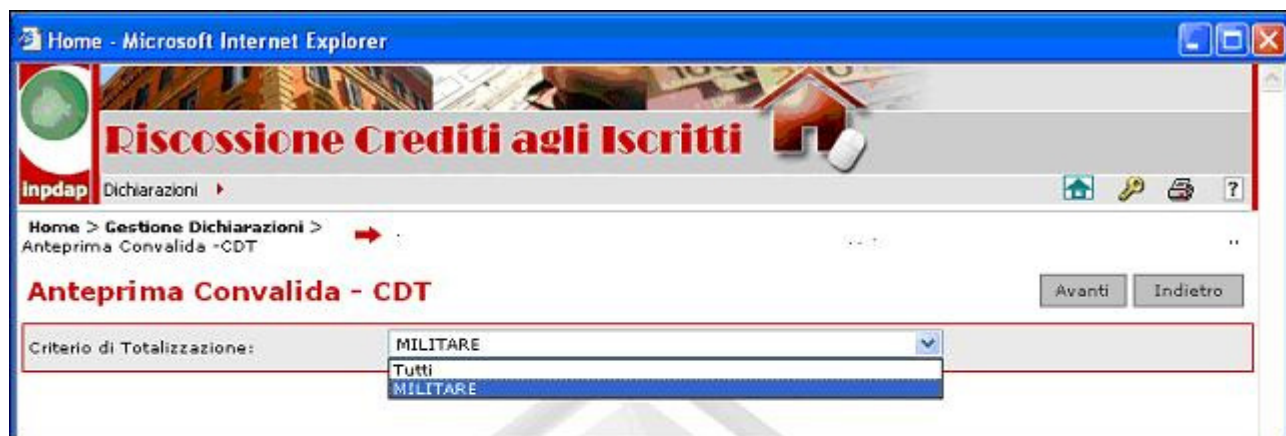 Home - Microsoft Internet Explorer
Riscossione Crediti agli Iscritti
inpdap Dichiarazioni
?
Home > Gestione Dichiarazioni >
Anteprima Convalida -CDT
Anteprima Convalida - CDT
Avanti Indietro
Criterio di Totalizzazione: MILITARE
Tutti
MILITARE